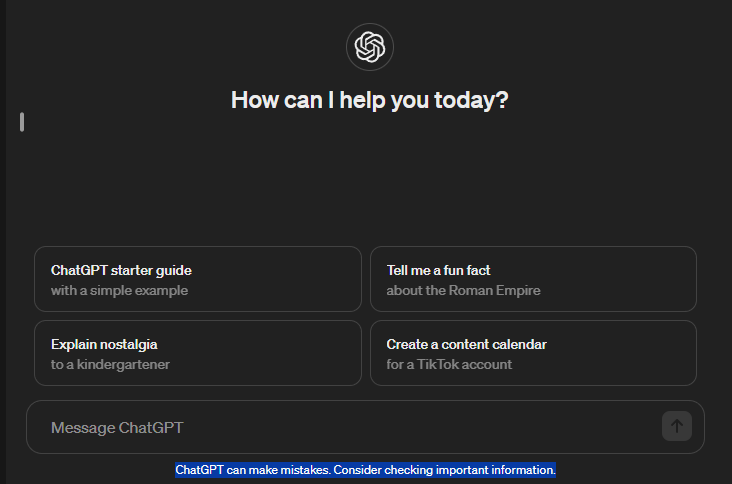 How can I help you today?
ChatGPT starter guide
with a simple example
Tell me a fun fact
about the Roman Empire
Explain nostalgia
to a kindergartener
Create a content calendar
for a TikTok account
Message ChatGPT
ChatGPT can make mistakes. Consider checking important information.